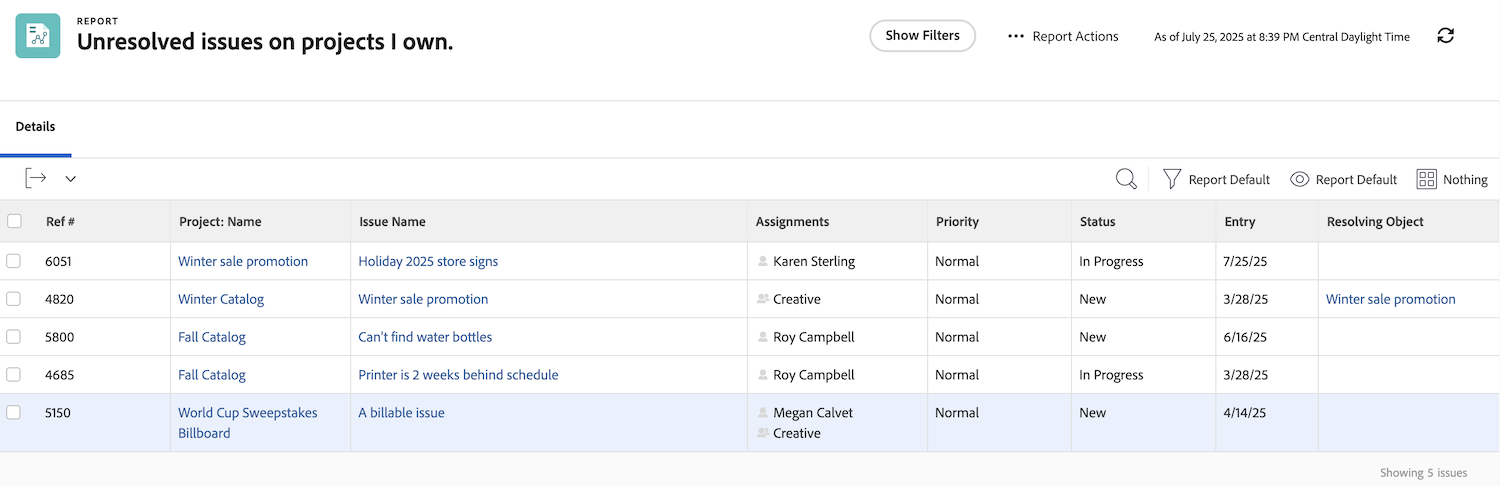 REPORT
Unresolved issues on projects I own.
Show Filters
Report Actions
As of July 25, 2025 at 8:39 PM Central Daylight Time
Details
Report Default
Report Default
Nothing
Ref # Project: Name Issue Name Assignments Priority Status Entry Resolving Object
6051 Winter sale promotion Holiday 2025 store signs Karen Sterling Normal In Progress 7/25/25
4820 Winter Catalog Winter sale promotion Creative Normal New 3/28/25 Winter sale promotion
5800 Fall Catalog Can't find water bottles Roy Campbell Normal New 6/16/25
4685 Fall Catalog Printer is 2 weeks behind schedule Roy Campbell Normal In Progress 3/28/25
5150 World Cup Sweepstakes A billable issue Megan Calvet Normal New 4/14/25
Billboard Creative
Showing 5 issues